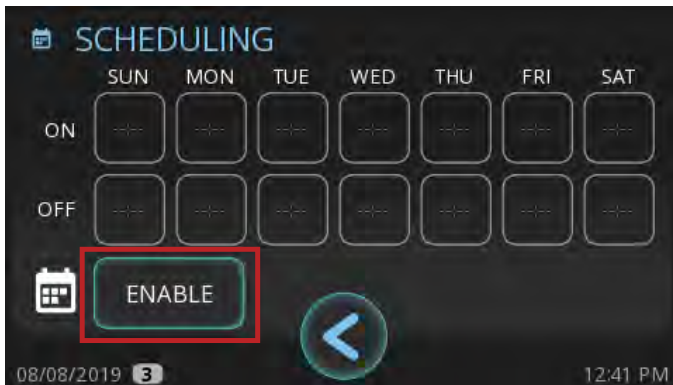 SCHEDULING
SUN MON TUE WED THU FRI SAT
ON --:-- --:-- --:-- --:-- --:-- --:-- --:--
OFF --:-- --:-- --:-- --:-- --:-- --:-- --:--
ENABLE
08/08/2019 3 12:41 PM